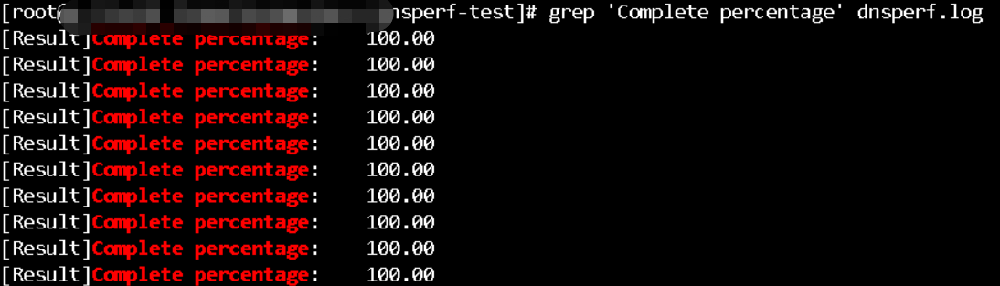 [root@ nsperf-test]# grep 'Complete percentage' dnsperf.log
[Result]Complete percentage: 100.00
[Result]Complete percentage: 100.00
[Result]Complete percentage: 100.00
[Result]Complete percentage: 100.00
[Result]Complete percentage: 100.00
[Result]Complete percentage: 100.00
[Result]Complete percentage: 100.00
[Result]Complete percentage: 100.00
[Result]Complete percentage: 100.00
[Result]Complete percentage: 100.00